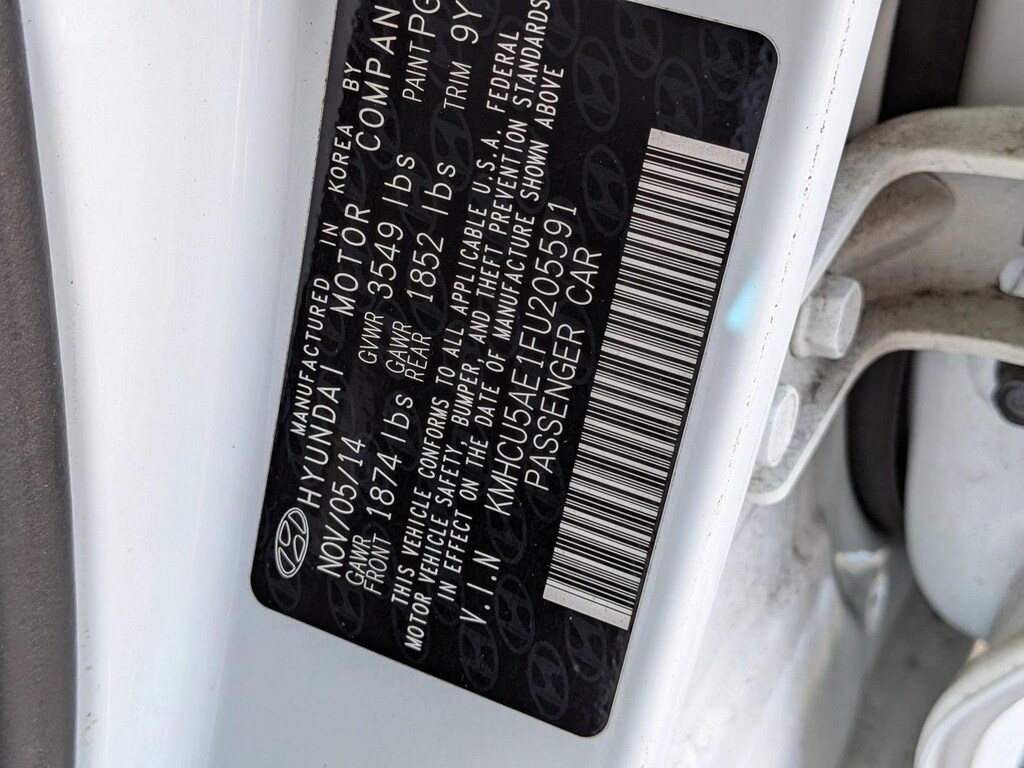 MANUFACTURED IN KOREA BY
HYUNDAI MOTOR COMPAN
NOV/05/14 GVWR 3549 lbs PAINT PG
GAWR FRONT 1874 lbs GAWR REAR 1852 lbs TRIM 9Y
THIS VEHICLE CONFORMS TO ALL APPLICABLE U.S.A. FEDERAL
MOTOR VEHICLE SAFETY, BUMPER, AND THEFT PREVENTION STANDARDS
IN EFFECT ON THE DATE OF MANUFACTURE SHOWN ABOVE
V.I.N KMHCU5AE1FU205591
PASSENGER CAR